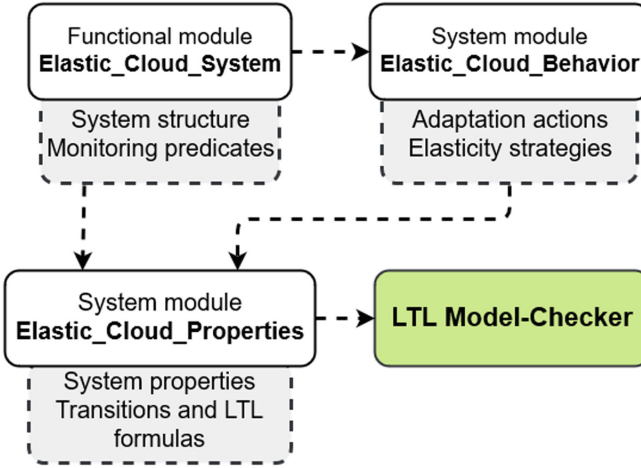 Functional module
Elastic_Cloud_System
System structure
Monitoring predicates
System module
Elastic_Cloud_Behavior
Adaptation actions
Elasticity strategies
System module
Elastic_Cloud_Properties
System properties
Transitions and LTL
formulas
LTL Model-Checker